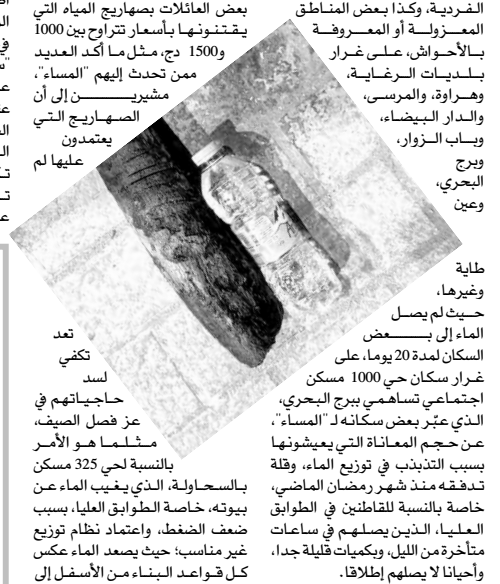 الفردية، وكذا بعض المناطق
المعزولة أو المعروفة
بالأحواش، على غرار
بلديات الرغاية،
وهراوة، والمرسى،
والدار البيضاء،
وباب الزوار،
وبرج
البحري،
وعين
طاية
وغيرها،
حيث لم يصل
الماء إلى بعض
السكان لمدة 20 يوما، على
غرار سكان حي 1000 مسكن
اجتماعي تساهمي ببرج البحري،
الذي عبّر بعض سكانه لـ "المساء"،
عن حجم المعاناة التي يعيشونها
بسبب التذبذب في توزيع الماء، وقلة
تدفقه منذ شهر رمضان الماضي،
خاصة بالنسبة للقاطنين في الطوابق
العليا، الذين يصلهم في ساعات
متأخرة من الليل، وبكميات قليلة جدا،
وأحيانا لا يصلهم إطلاقا.
بعض العائلات بصهاريج المياه التي
يقتنونها بأسعار تتراوح بين 1000
و1500 دج، مثل ما أكد العديد
ممن تحدث إليهم "المساء"،
مشيرين إلى أن
الصهاريج التي
يعتمدون
عليها لم
تعد
تكفي
لسد
حاجياتهم في
عز فصل الصيف،
مثلما هو الأمر
بالنسبة لحي 325 مسكن
بالسحاولة، الذي يغيب الماء عن
بيوته، خاصة الطوابق العليا، بسبب
ضعف الضغط، واعتماد نظام توزيع
غير مناسب؛ حيث يصعد الماء عكس
كل قواعد البناء من الأسفل إلى